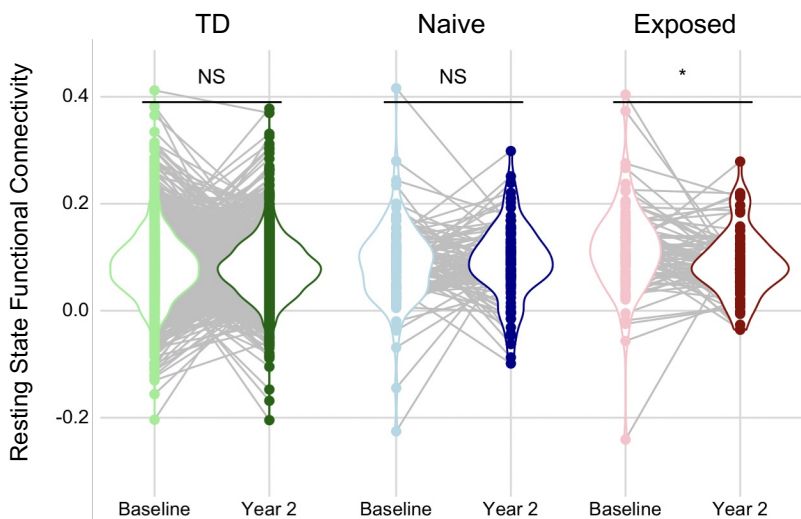 TD Naive Exposed
NS NS *
Resting State Functional Connectivity
0.4
0.2
0.0
-0.2
Baseline Year 2 Baseline Year 2 Baseline Year 2